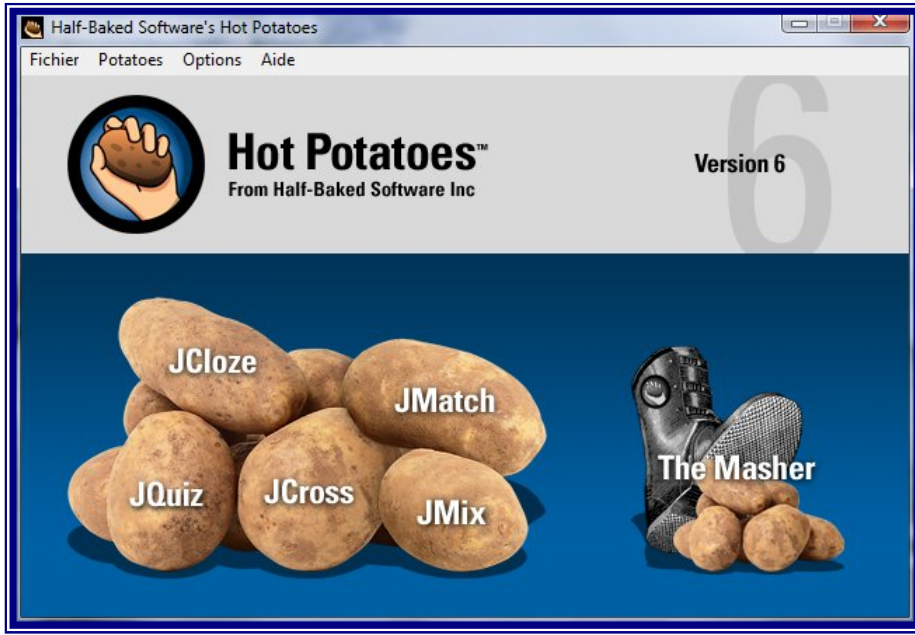 Half-Baked Software's Hot Potatoes
Fichier Potatoes Options Aide
Hot Potatoes™
From Half-Baked Software Inc
Version 6
6
JCloze
JMatch
JQuiz
JCross
JMix
The Masher